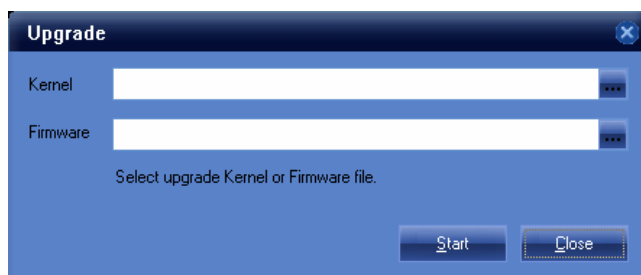 Upgrade
Kernel
...
Firmware
...
Select upgrade Kernel or Firmware file.
Start Close